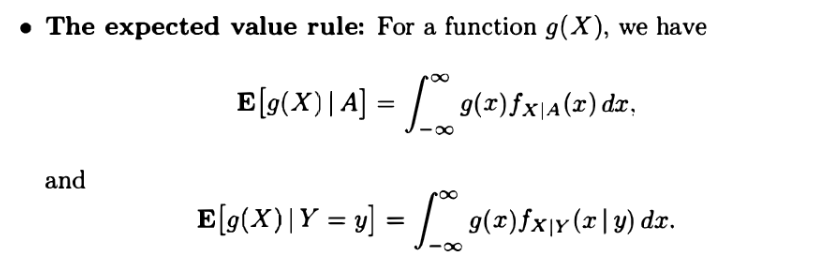 • The expected value rule: For a function g(X), we have
E[g(X) | A] = ∫_{-∞}^{∞} g(x) f_{X|A}(x) dx,
and
E[g(X) | Y = y] = ∫_{-∞}^{∞} g(x) f_{X|Y}(x | y) dx.